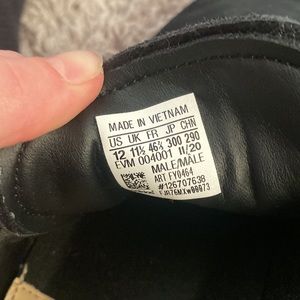 MADE IN VIETNAM
US UK FR JP CHN
12 11½ 46⅔ 300 290
EVM 004001 11/20
MALE/MALE
ART FY0464
#126707638